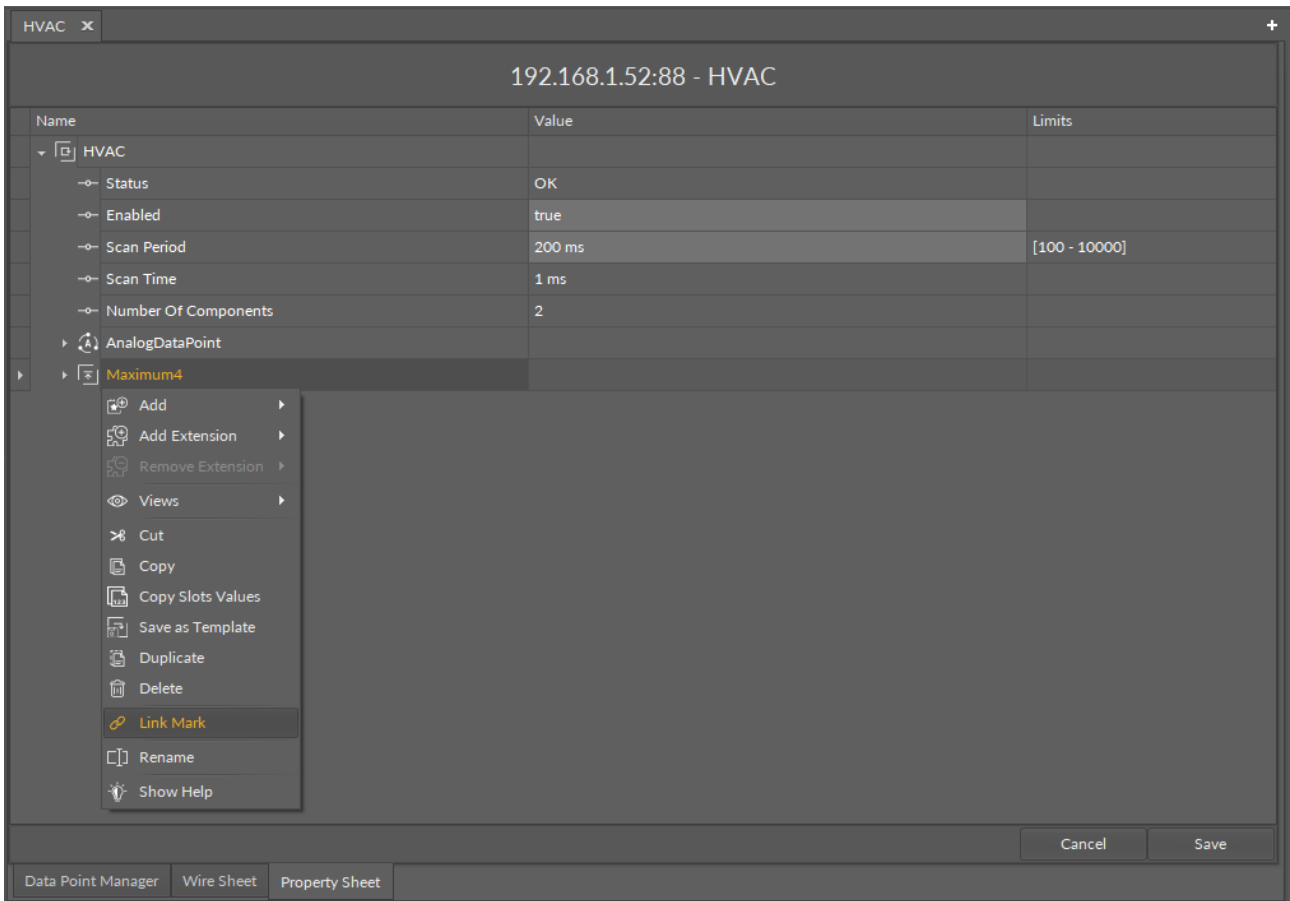 HVAC
192.168.1.52:88 - HVAC
Name Value Limits
HVAC
Status OK
Enabled true
Scan Period 200 ms [100 - 10000]
Scan Time 1 ms
Number Of Components 2
AnalogDataPoint
Maximum4
Add
Add Extension
Remove Extension
Views
Cut
Copy
Copy Slots Values
Save as Template
Duplicate
Delete
Link Mark
Rename
Show Help
Cancel Save
Data Point Manager Wire Sheet Property Sheet